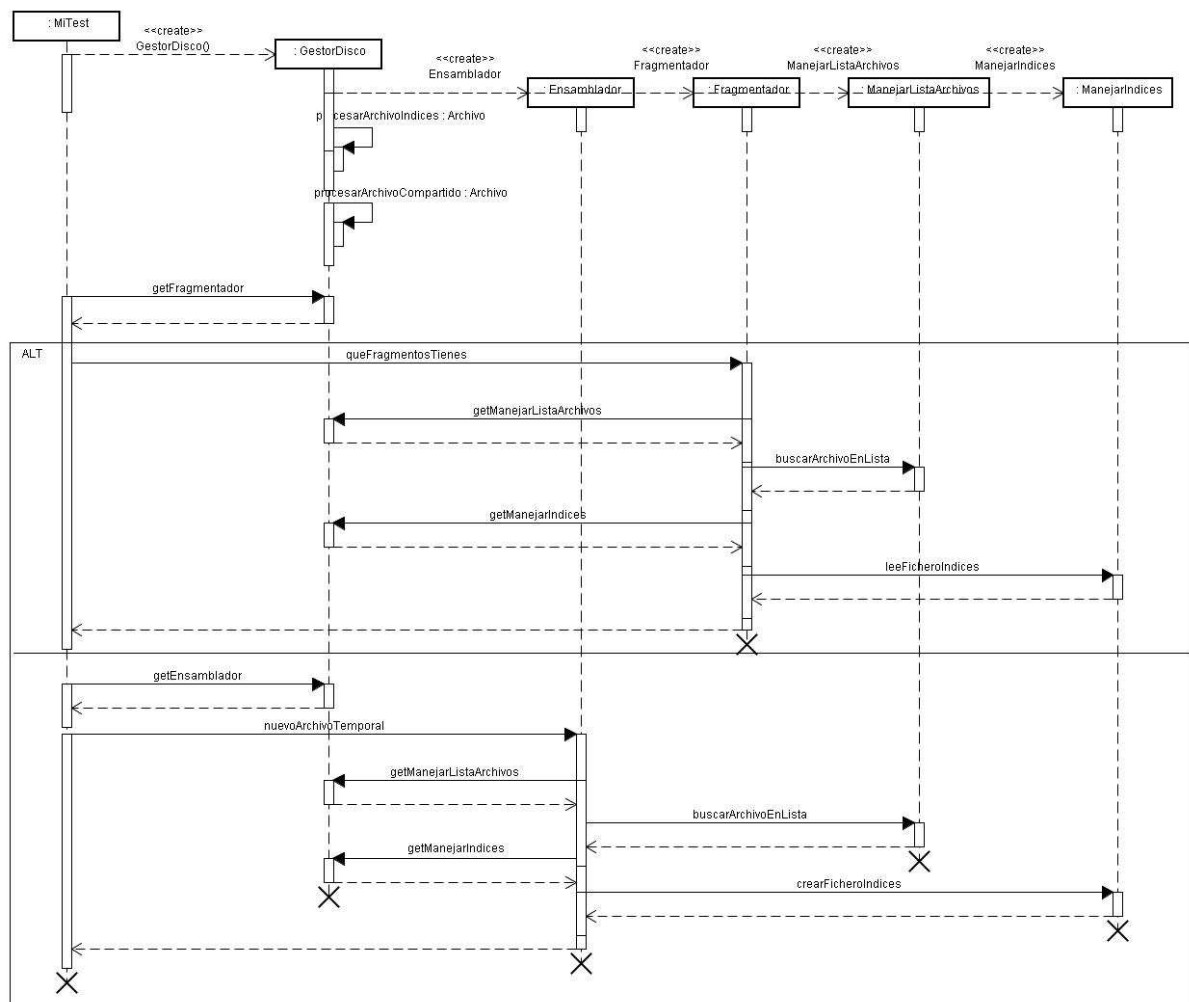 : MiTest
<<create>>
GestorDisco()
: GestorDisco
<<create>>
Ensamblador
<<create>>
Fragmentador
<<create>>
ManejarListaArchivos
<<create>>
ManejarIndices
: Ensamblador
: Fragmentador
: ManejarListaArchivos
: ManejarIndices
procesarArchivoIndices : Archivo
procesarArchivoCompartido : Archivo
getFragmentador
ALT
queFragmentosTienes
getManejarListaArchivos
buscarArchivoEnLista
getManejarIndices
leeFicheroIndices
getEnsamblador
nuevoArchivoTemporal
getManejarListaArchivos
buscarArchivoEnLista
getManejarIndices
crearFicheroIndices